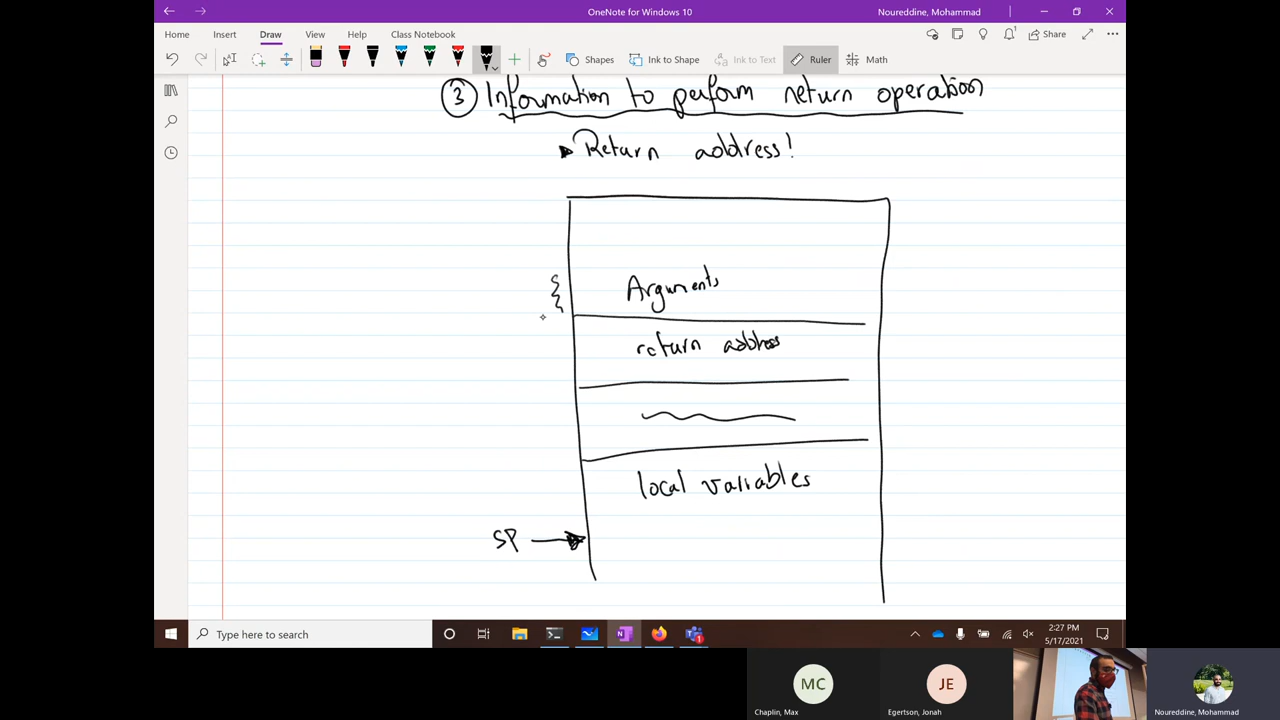 OneNote for Windows 10
Noureddine, Mohammad
Home Insert Draw View Help Class Notebook
Share
Shapes Ink to Shape Ink to Text Ruler Math
3 Information to perform return operation
Return address!
Arguments
return address
local variables
SP
Type here to search
2:27 PM
5/17/2021
1
MC
Chaplin, Max
JE
Egertson, Jonah
Noureddine, Mohammad